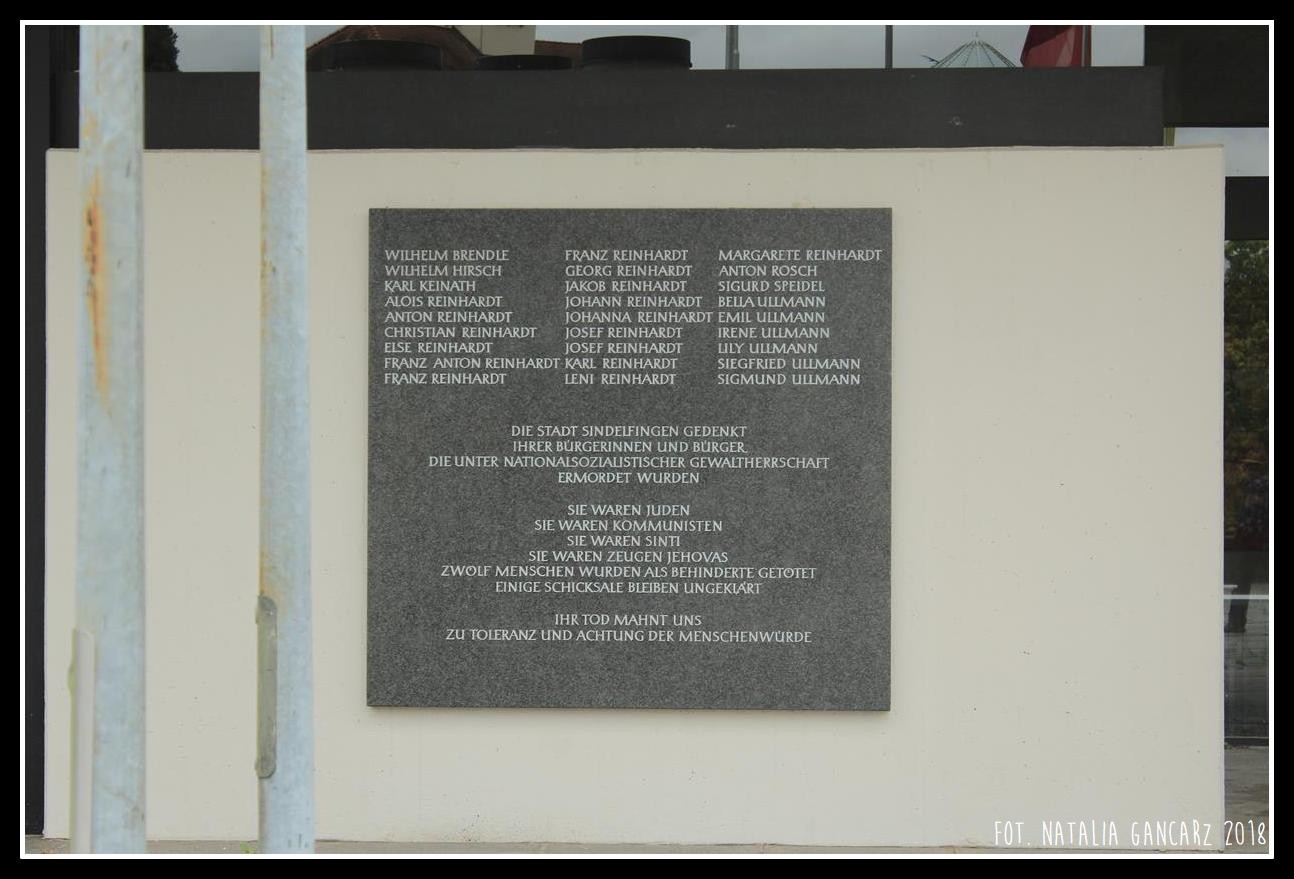 WILHELM BRENDLE
WILHELM HIRSCH
KARL KEINATH
ALOIS REINHARDT
ANTON REINHARDT
CHRISTIAN REINHARDT
ELSE REINHARDT
FRANZ ANTON REINHARDT
FRANZ REINHARDT
FRANZ REINHARDT
GEORG REINHARDT
JAKOB REINHARDT
JOHANN REINHARDT
JOHANNA REINHARDT
JOSEF REINHARDT
JOSEF REINHARDT
KARL REINHARDT
LENI REINHARDT
MARGARETE REINHARDT
ANTON ROSCH
SIGURD SPEIDEL
BELLA ULLMANN
EMIL ULLMANN
IRENE ULLMANN
LILY ULLMANN
SIEGFRIED ULLMANN
SIGMUND ULLMANN
DIE STADT SINDELFINGEN GEDENKT
IHRER BÜRGERINNEN UND BÜRGER,
DIE UNTER NATIONALSOZIALISTISCHER GEWALTHERRSCHAFT
ERMORDET WURDEN
SIE WAREN JUDEN
SIE WAREN KOMMUNISTEN
SIE WAREN SINTI
SIE WAREN ZEUGEN JEHOVAS
ZWÖLF MENSCHEN WURDEN ALS BEHINDERTE GETÖTET
EINIGE SCHICKSALE BLEIBEN UNGEKLÄRT
IHR TOD MAHNT UNS
ZU TOLERANZ UND ACHTUNG DER MENSCHENWÜRDE
FOT. NATALIA GANCARZ 2018